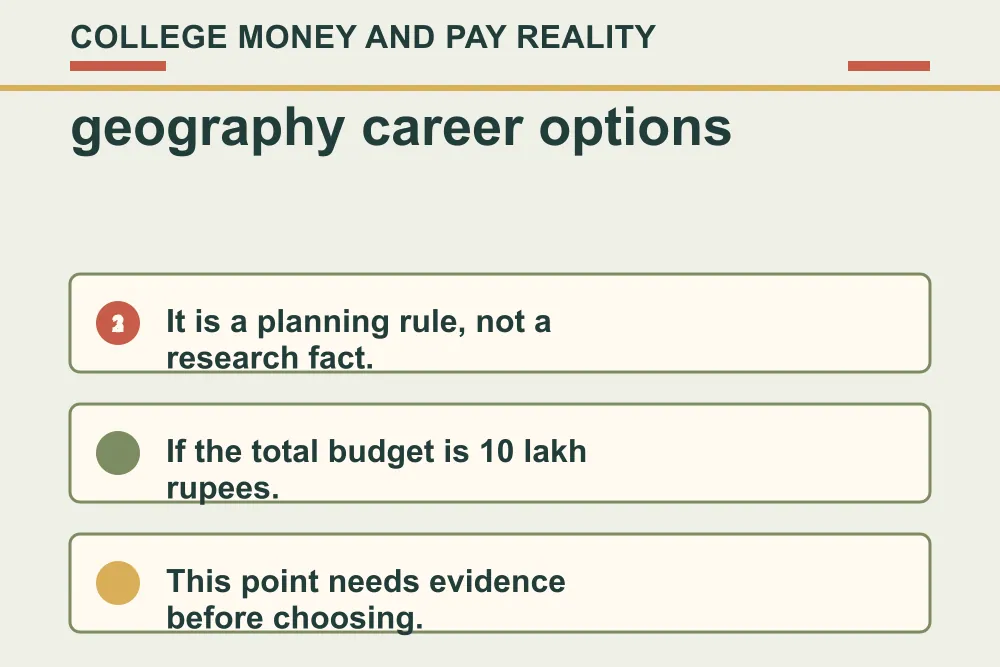 COLLEGE MONEY AND PAY REALITY
geography career options
It is a planning rule, not a
research fact.
If the total budget is 10 lakh
rupees.
This point needs evidence
before choosing.